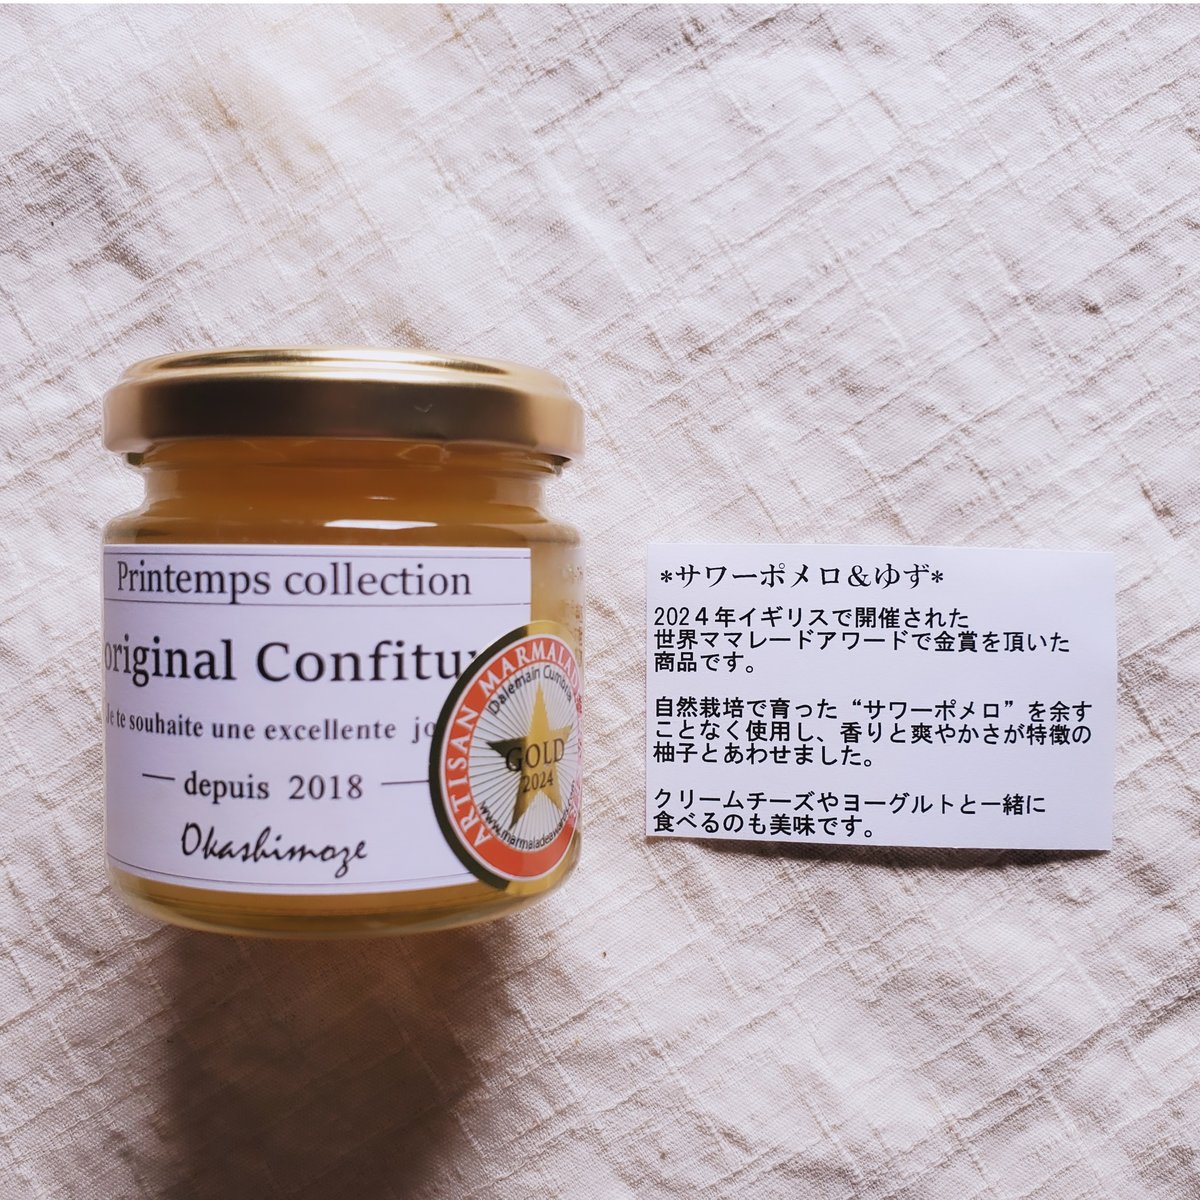 Printemps collection
original Confitu
Je te souhaite une excellente jo
depuis 2018
Okashimoze
ARTISAN MARMALAD
Dalemain Cumbria
GOLD
2024
www.marmaladeawar
*サワーポメロ＆ゆず*
2024年イギリスで開催された
世界ママレードアワードで金賞を頂いた
商品です。
自然栽培で育った“サワーポメロ”を余す
ことなく使用し、香りと爽やかさが特徴の
柚子とあわせました。
クリームチーズやヨーグルトと一緒に
食べるのも美味です。